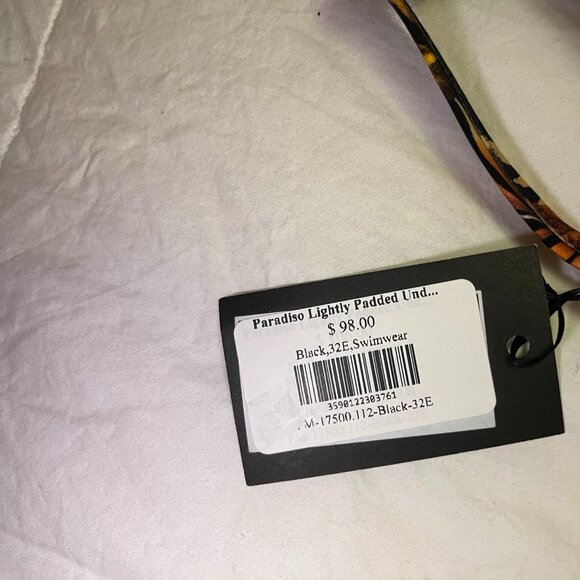 Paradiso Lightly Padded Und...
$ 98.00
Black,32E,Swimwear
3590122303761
M-17500.112-Black-32E